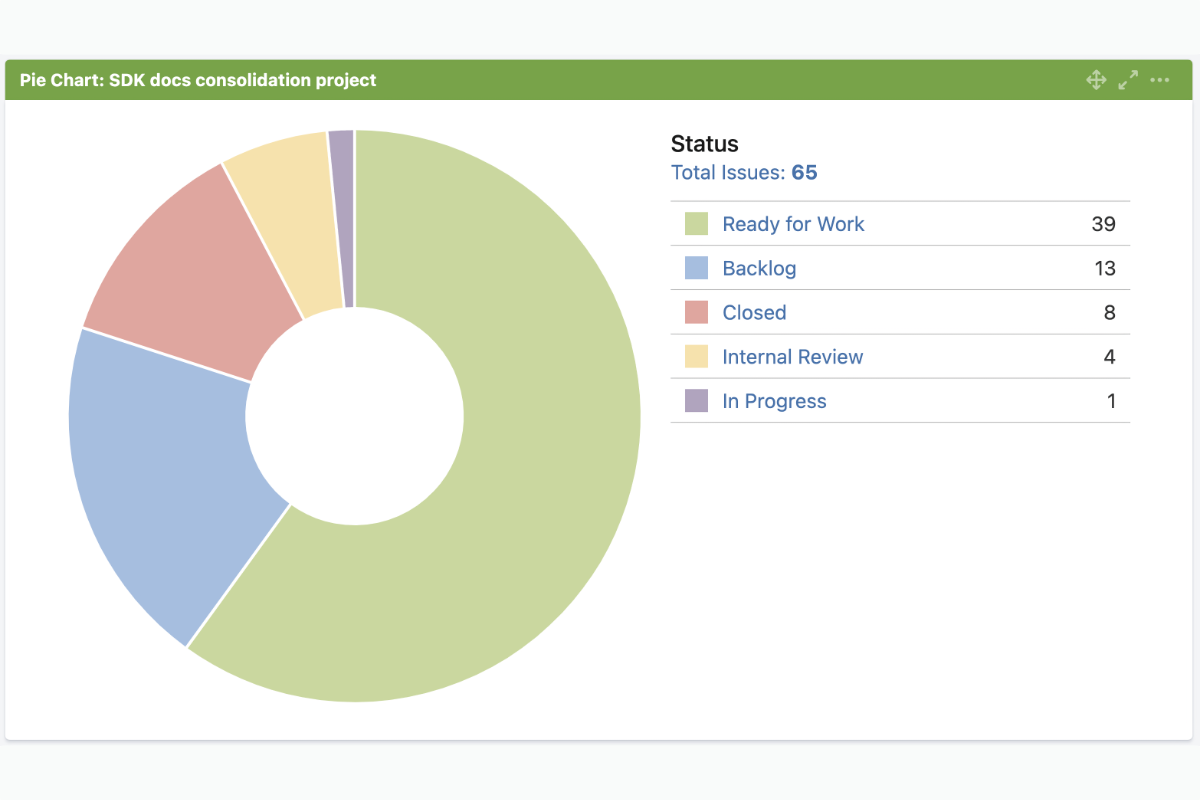 Pie Chart: SDK docs consolidation project
Status
Total Issues: 65
Ready for Work 39
Backlog 13
Closed 8
Internal Review 4
In Progress 1